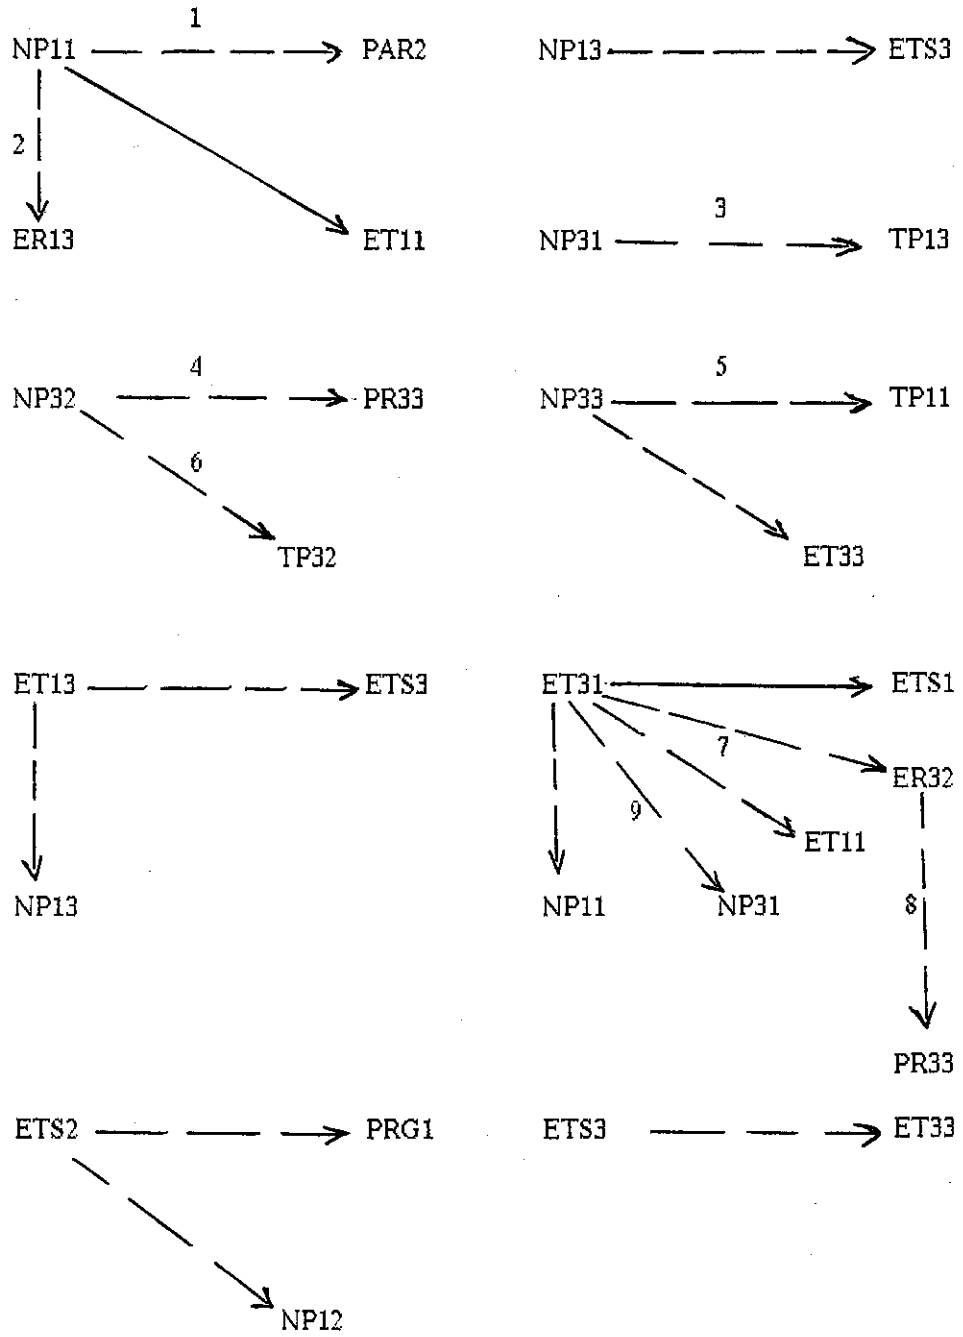 1
NP11 PAR2 NP13 ETS3
2
ER13 ET11 NP31 3 TP13
4 5
NP32 PR33 NP33 TP11
6
TP32 ET33
ET13 ETS3 ET31 ETS1
7
ER32
9 ET11
NP13 NP11 NP31 8
PR33
ETS2 PRG1 ETS3 ET33
NP12